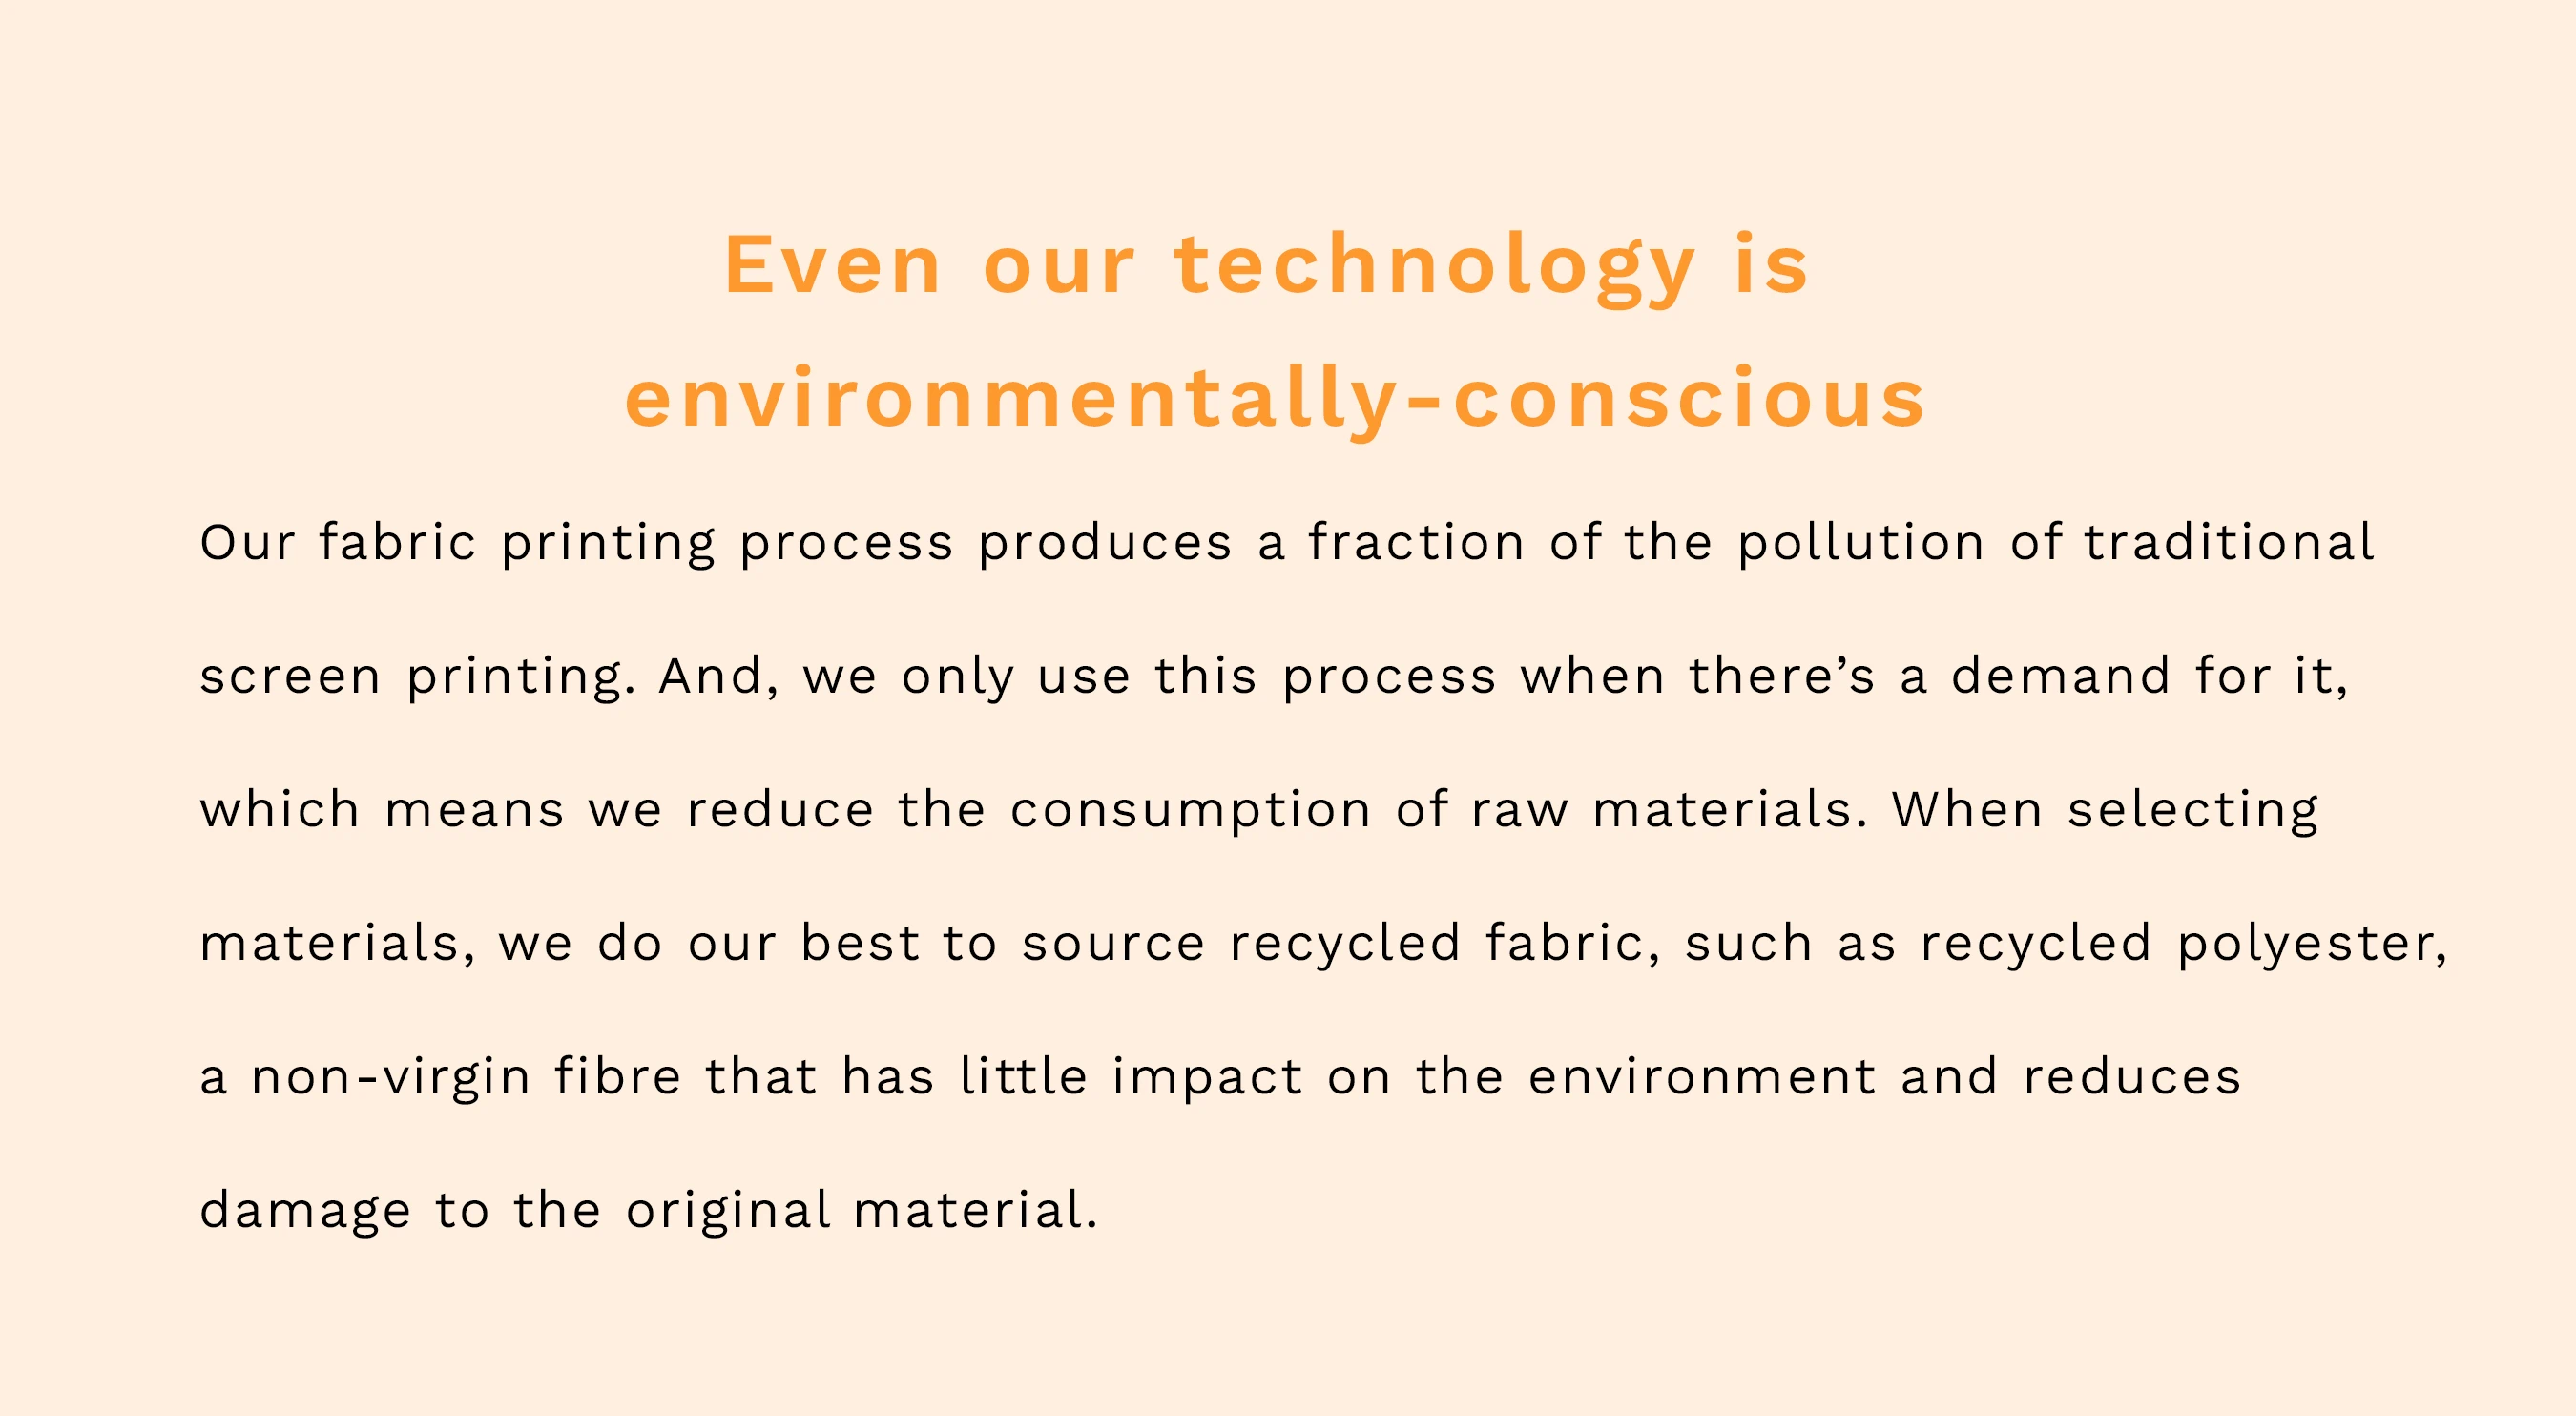 Even our technology is
environmentally-conscious
Our fabric printing process produces a fraction of the pollution of traditional
screen printing. And, we only use this process when there’s a demand for it,
which means we reduce the consumption of raw materials. When selecting
materials, we do our best to source recycled fabric, such as recycled polyester,
a non-virgin fibre that has little impact on the environment and reduces
damage to the original material.